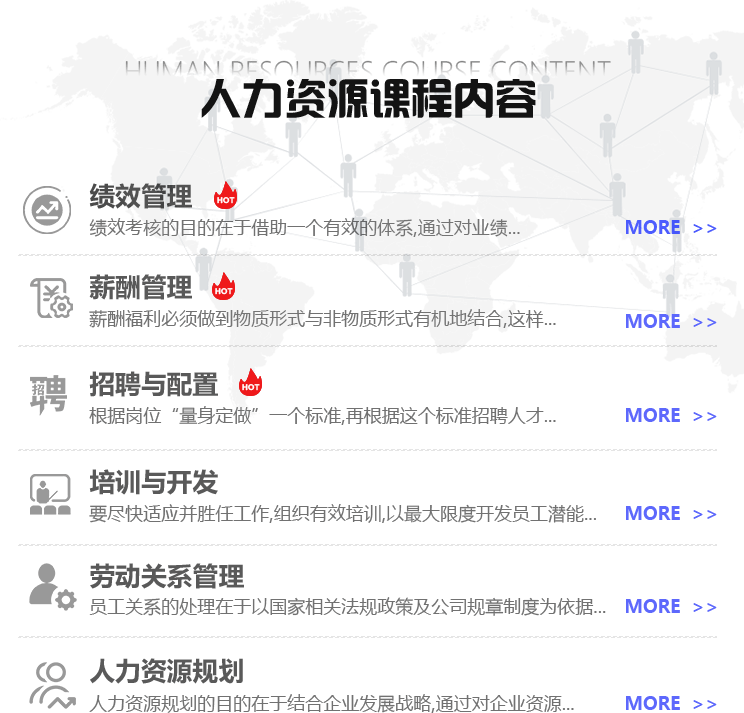 HUMAN RESOURCES COURSE CONTENT
人力资源课程内容
绩效管理 HOT
绩效考核的目的在于借助一个有效的体系,通过对业绩... MORE >>
薪酬管理 HOT
薪酬福利必须做到物质形式与非物质形式有机地结合,这样... MORE >>
招聘
招聘与配置 HOT
根据岗位“量身定做”一个标准,再根据这个标准招聘人才... MORE >>
培训与开发
要尽快适应并胜任工作,组织有效培训,以最大限度开发员工潜能... MORE >>
劳动关系管理
员工关系的处理在于以国家相关法规政策及公司规章制度为依据... MORE >>
人力资源规划
人力资源规划的目的在于结合企业发展战略,通过对企业资源... MORE >>